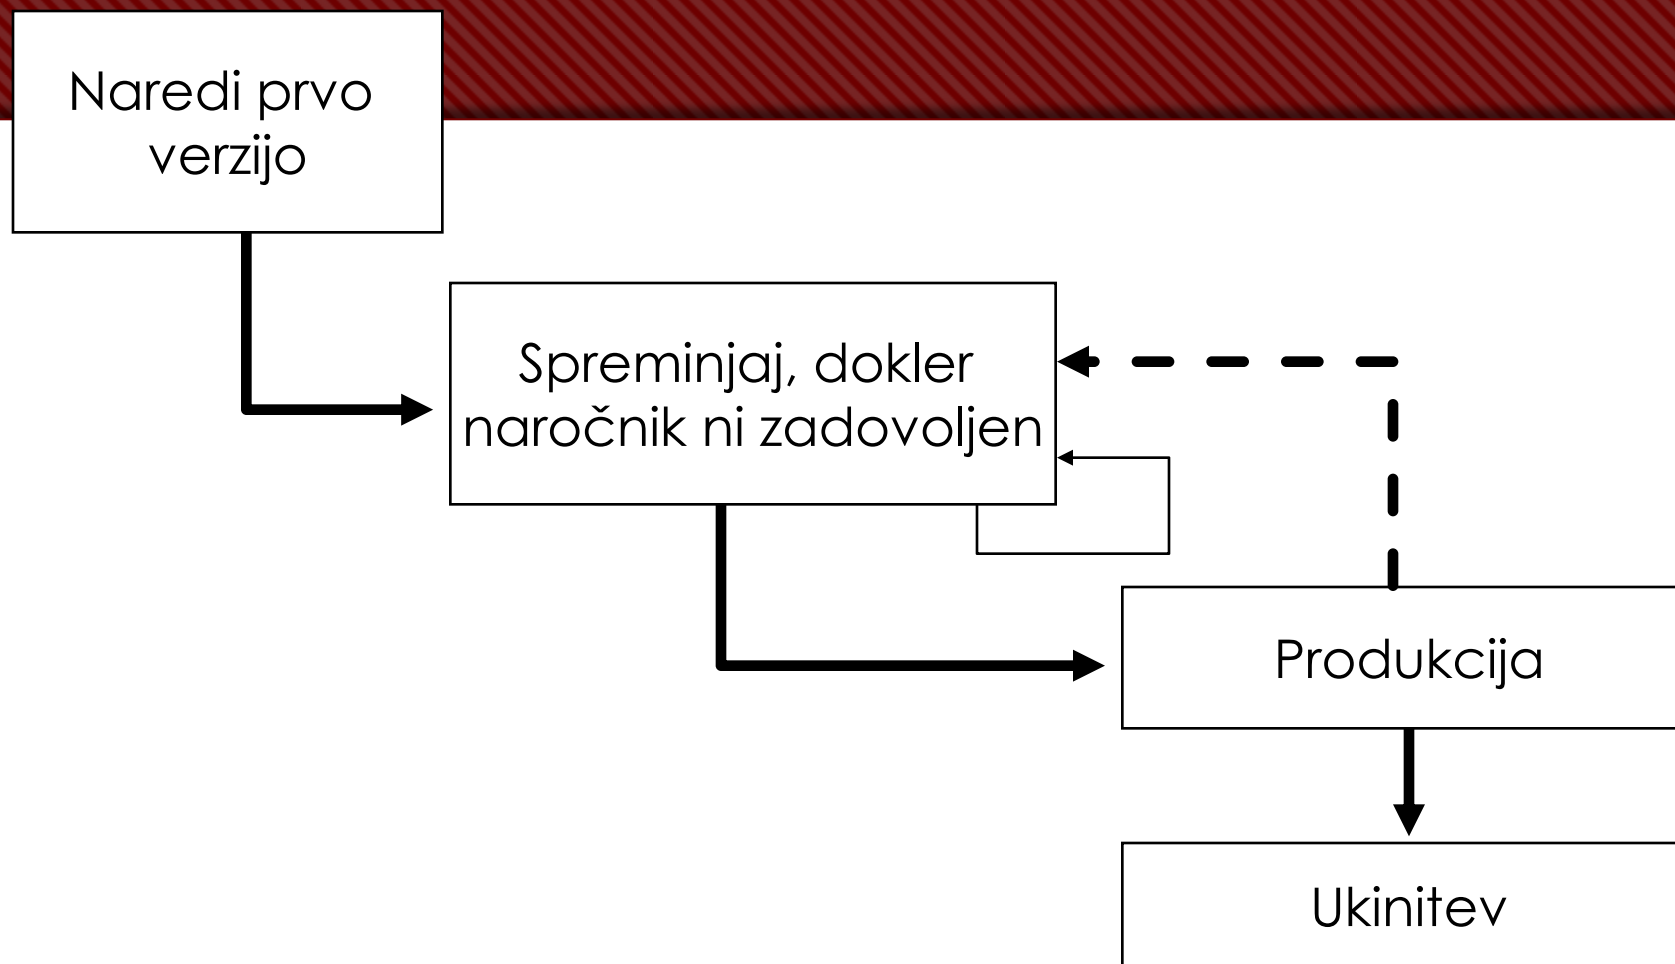 Naredi prvo
verzijo
Spreminjaj, dokler
naročnik ni zadovoljen
Produkcija
Ukinitev